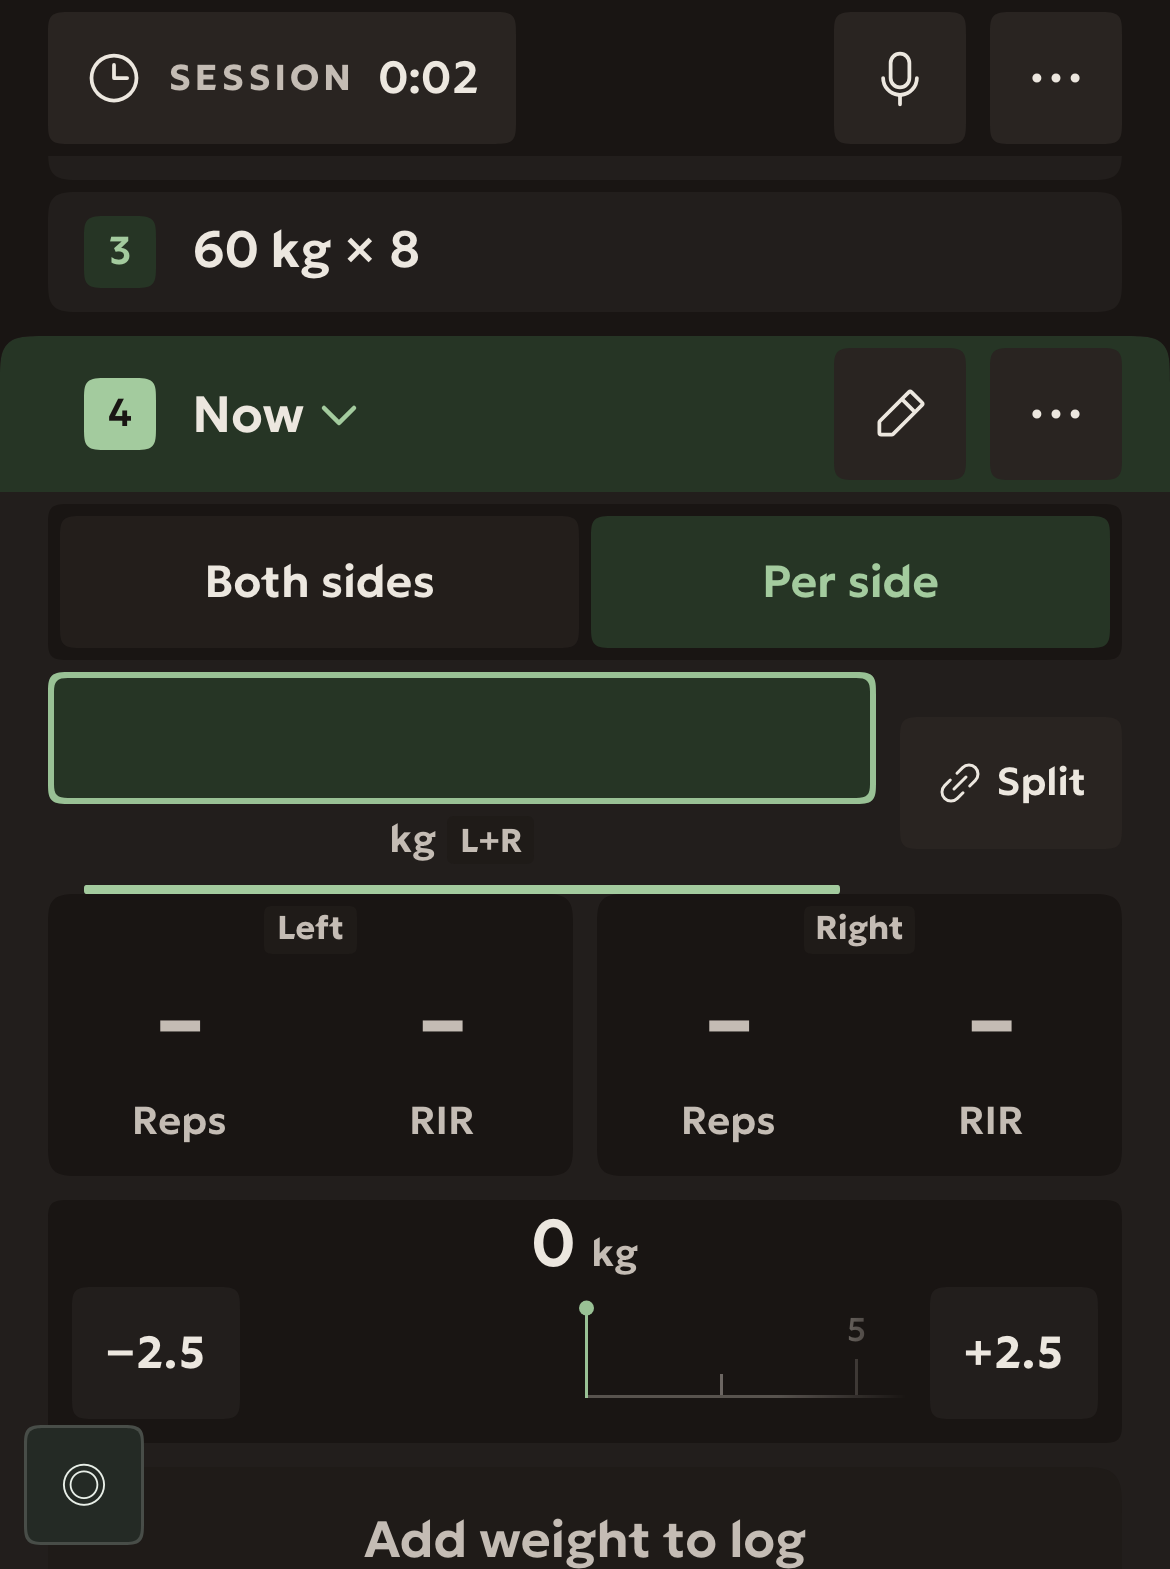 SESSION 0:02
3 60 kg × 8
4 Now
Both sides Per side
Split
kg L+R
Left Right
– – – –
Reps RIR Reps RIR
0 kg
5
−2.5 +2.5
Add weight to log